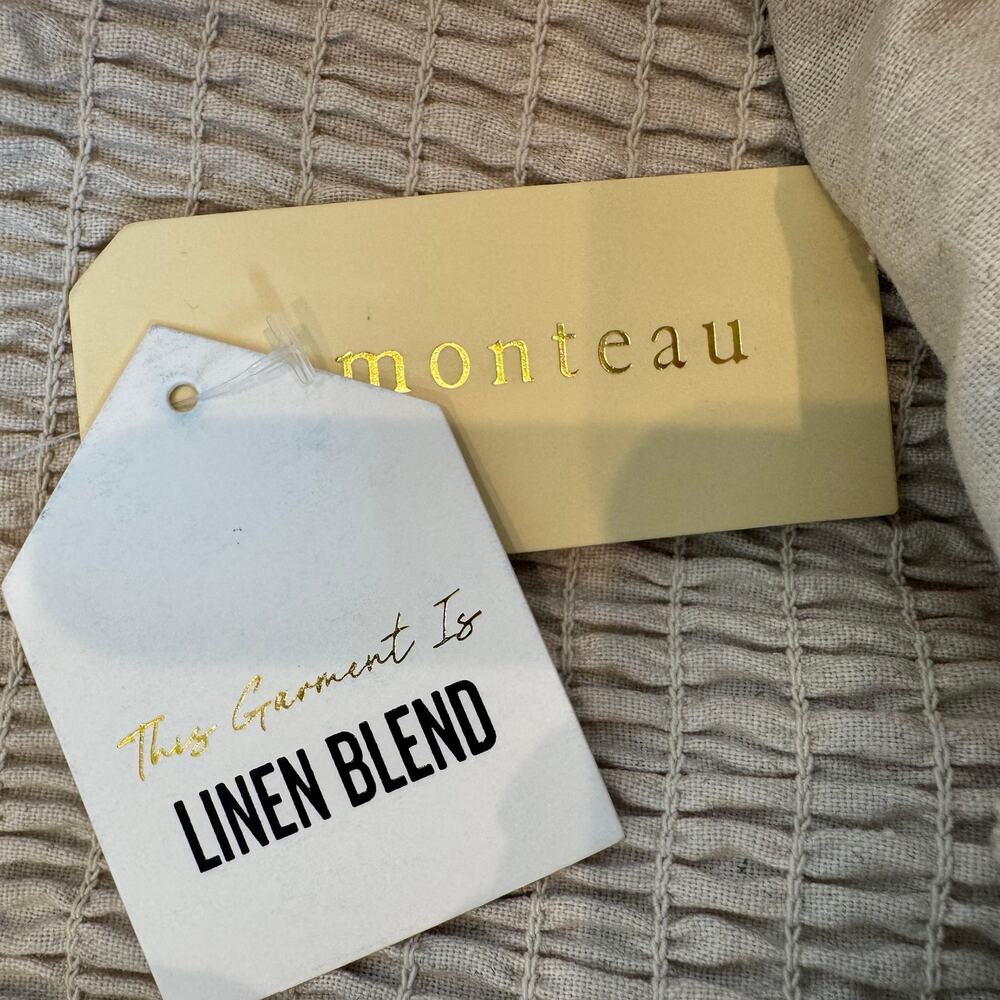 monteau
This Garment Is
LINEN BLEND